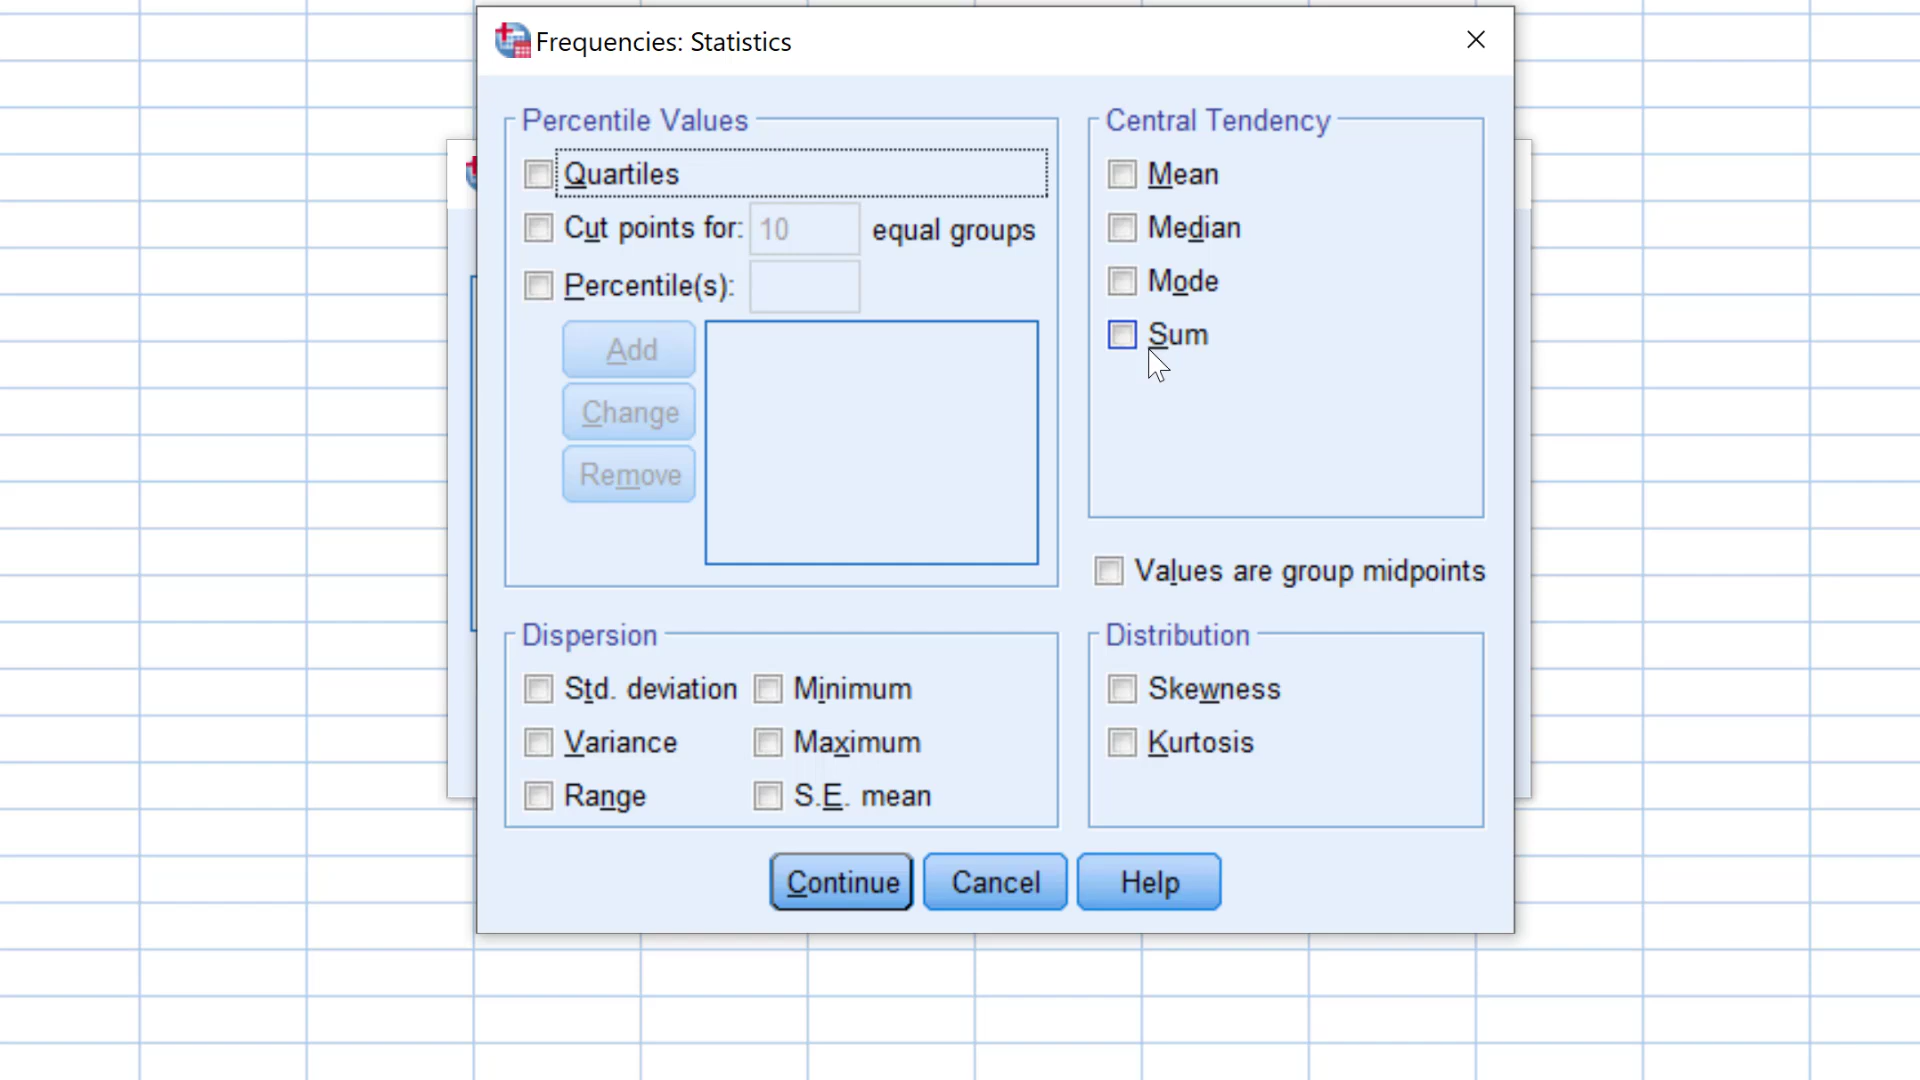 Frequencies: Statistics
Percentile Values
Quartiles
Cut points for: 10 equal groups
Percentile(s):
Add
Change
Remove
Central Tendency
Mean
Median
Mode
Sum
Values are group midpoints
Dispersion
Std. deviation Minimum
Variance Maximum
Range S.E. mean
Distribution
Skewness
Kurtosis
Continue Cancel Help